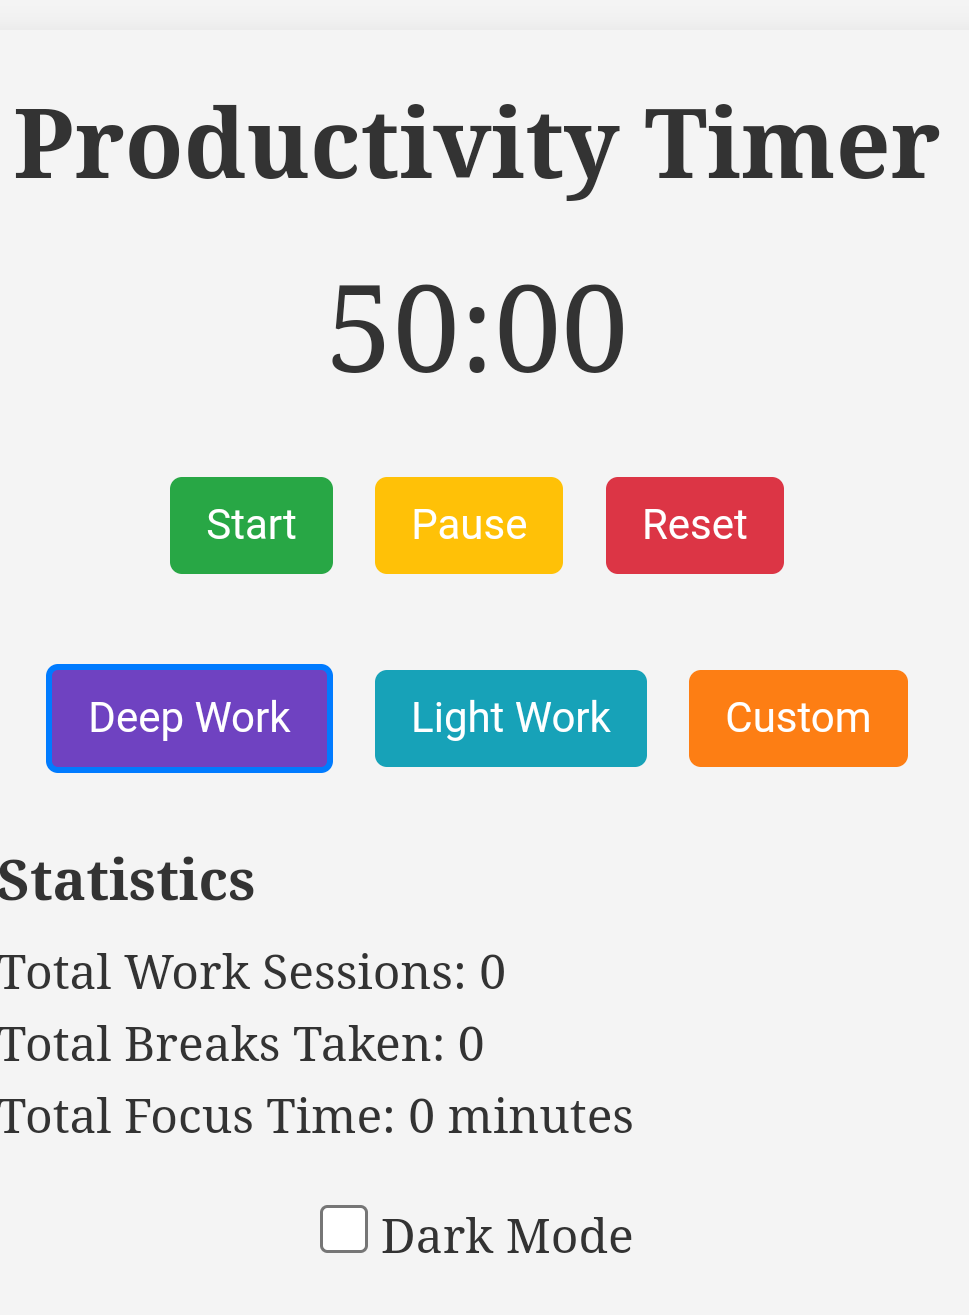 Productivity Timer
50:00
Start Pause Reset
Deep Work Light Work Custom
Statistics
Total Work Sessions: 0
Total Breaks Taken: 0
Total Focus Time: 0 minutes
Dark Mode